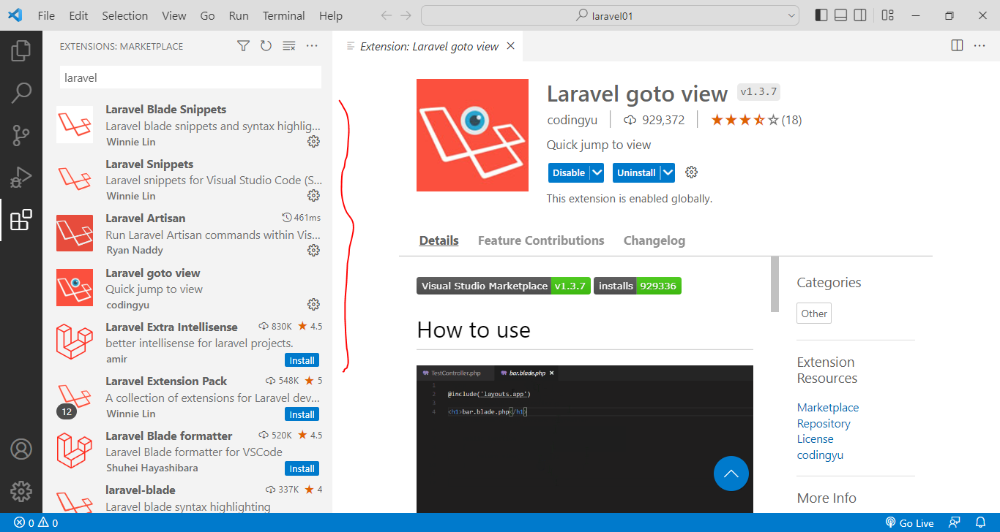 File Edit Selection View Go Run Terminal Help
laravel01
EXTENSIONS: MARKETPLACE
laravel
Laravel Blade Snippets
Laravel blade snippets and syntax highlig...
Winnie Lin
Laravel Snippets
Laravel snippets for Visual Studio Code (S...
Winnie Lin
Laravel Artisan 461ms
Run Laravel Artisan commands within Vis...
Ryan Naddy
Laravel goto view
Quick jump to view
codingyu
Laravel Extra Intellisense 830K 4.5
better intellisense for laravel projects.
amir Install
Laravel Extension Pack 548K 5
A collection of extensions for Laravel dev...
12 Winnie Lin Install
Laravel Blade formatter 520K 4.5
Laravel Blade formatter for VSCode
Shuhei Hayashibara Install
laravel-blade 337K 4
Laravel blade syntax highlighting
Extension: Laravel goto view
Laravel goto view v1.3.7
codingyu 929,372 (18)
Quick jump to view
Disable Uninstall
This extension is enabled globally.
Details Feature Contributions Changelog
Visual Studio Marketplace v1.3.7 installs 929336
How to use
TestController.php bar.blade.php
1
2 @include('layouts.app')
3
4 <h1>bar.blade.php</h1>
Categories
Other
Extension
Resources
Marketplace
Repository
License
codingyu
More Info
0 0 Go Live